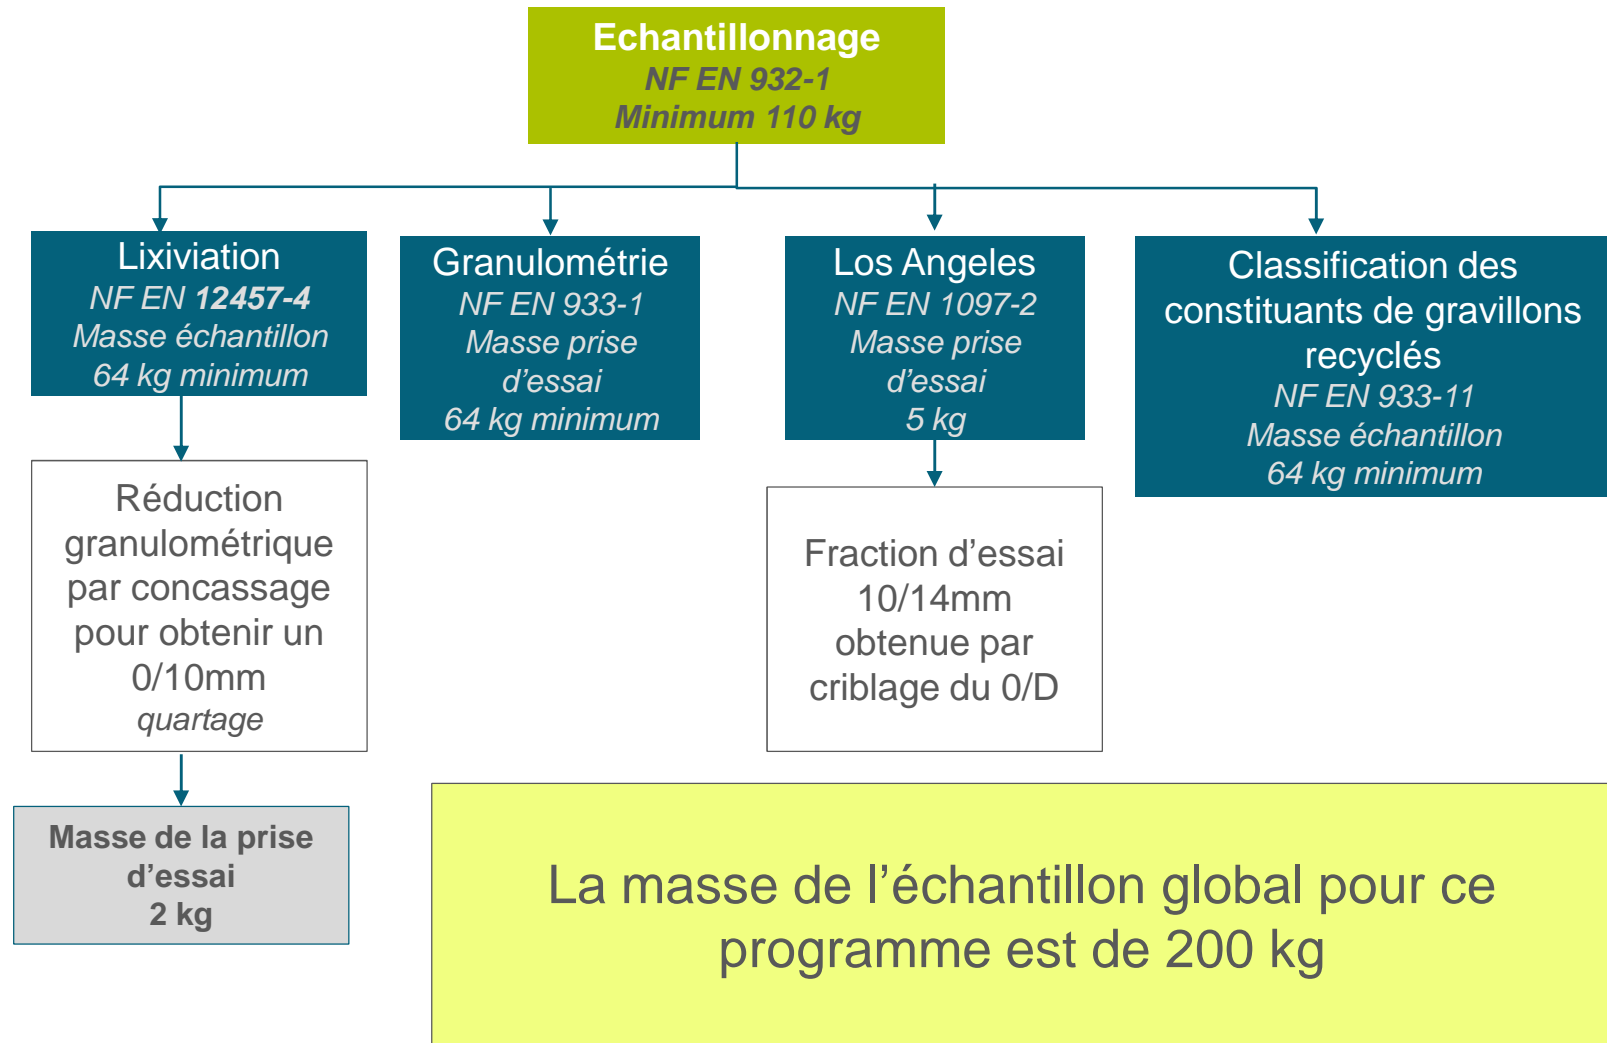 Echantillonnage
NF EN 932-1
Minimum 110 kg
Lixiviation
NF EN 12457-4
Masse échantillon
64 kg minimum
Granulométrie
NF EN 933-1
Masse prise
d’essai
64 kg minimum
Los Angeles
NF EN 1097-2
Masse prise
d’essai
5 kg
Classification des
constituants de gravillons
recyclés
NF EN 933-11
Masse échantillon
64 kg minimum
Réduction
granulométrique
par concassage
pour obtenir un
0/10mm
quartage
Fraction d’essai
10/14mm
obtenue par
criblage du 0/D
Masse de la prise
d’essai
2 kg
La masse de l’échantillon global pour ce
programme est de 200 kg